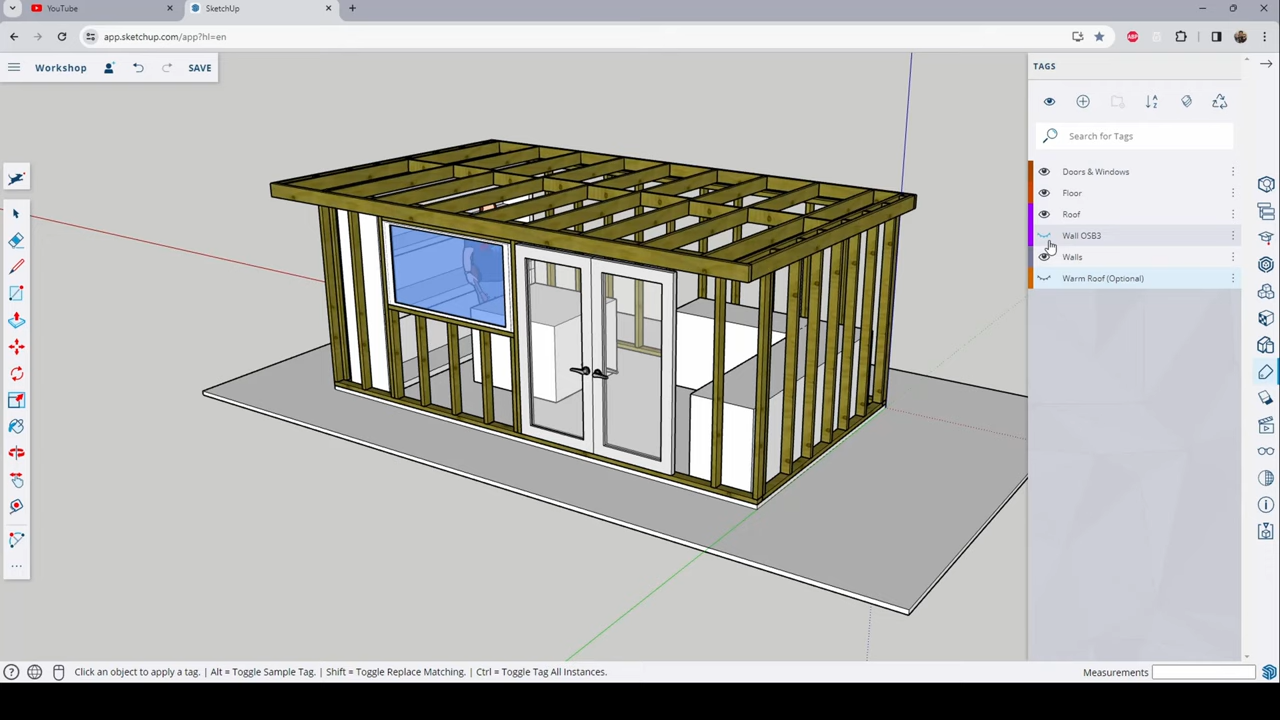 YouTube
SketchUp
app.sketchup.com/app?hl=en
ABP
Workshop
SAVE
TAGS
Search for Tags
Doors & Windows
Floor
Roof
Wall OSB3
Walls
Warm Roof (Optional)
Click an object to apply a tag. | Alt = Toggle Sample Tag. | Shift = Toggle Replace Matching. | Ctrl = Toggle Tag All Instances.
Measurements